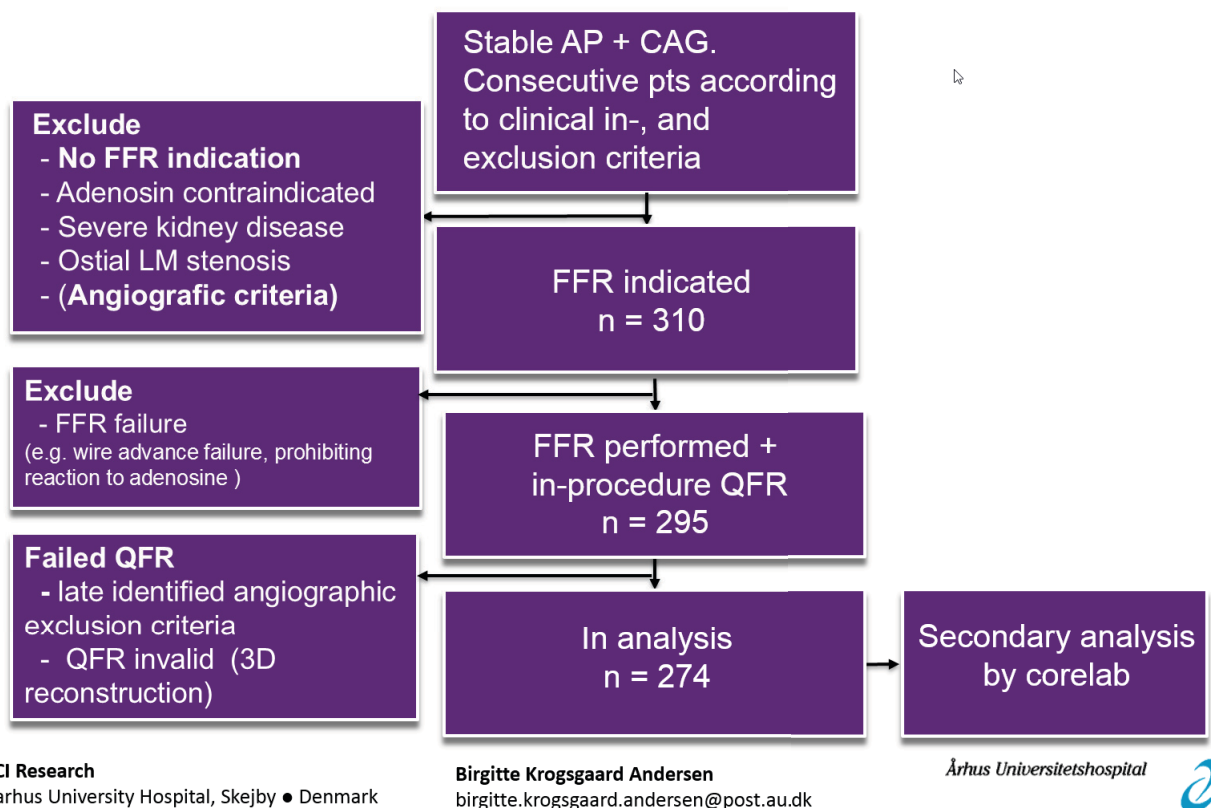 Stable AP + CAG.
Consecutive pts according
to clinical in-, and
exclusion criteria
Exclude
- No FFR indication
- Adenosin contraindicated
- Severe kidney disease
- Ostial LM stenosis
- (Angiografic criteria)
FFR indicated
n = 310
Exclude
- FFR failure
(e.g. wire advance failure, prohibiting
reaction to adenosine )
FFR performed +
in-procedure QFR
n = 295
Failed QFR
- late identified angiographic
exclusion criteria
- QFR invalid (3D
reconstruction)
In analysis
n = 274
Secondary analysis
by corelab
CI Research
arhus University Hospital, Skejby ● Denmark
Birgitte Krogsgaard Andersen
birgitte.krogsgaard.andersen@post.au.dk
Århus Universitetshospital